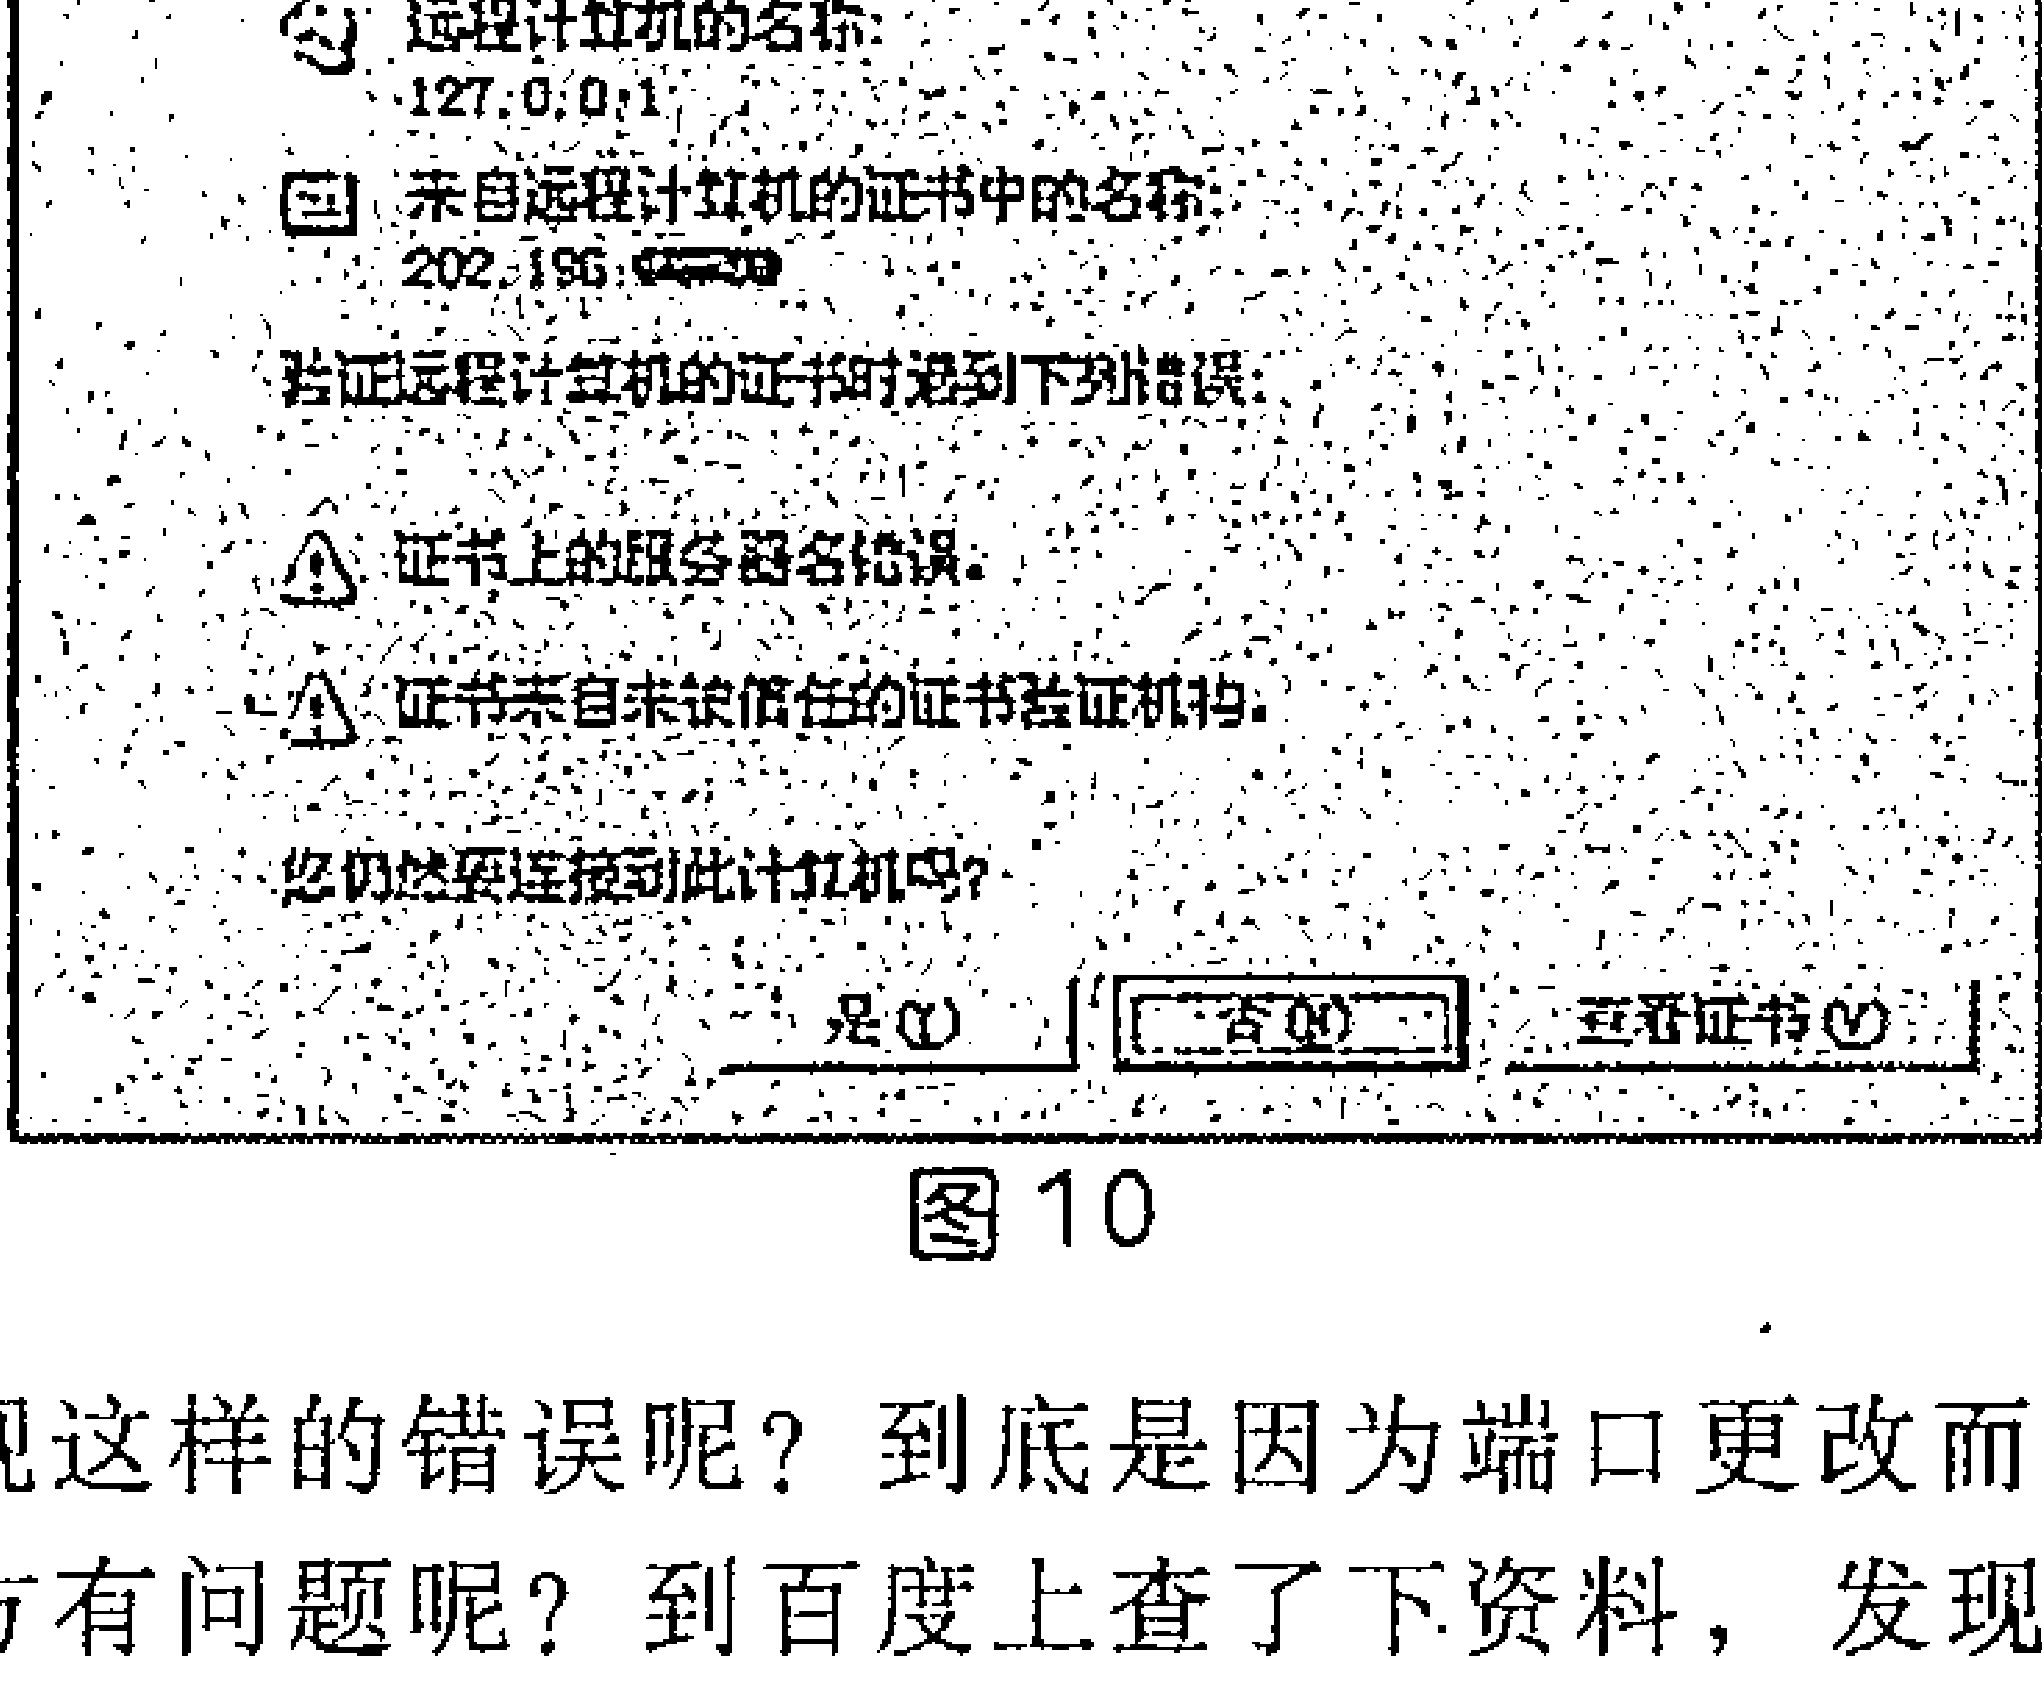 远程计算机的名称:
127.0.0.1
来自远程计算机的证书中的名称:
202.196.
验证远程计算机的证书时遇到下列错误:
证书上的服务器名错误。
证书来自未被信任的证书验证机构。
您仍然要连接到此计算机吗?
是(Y) 否(N) 查看证书(V)
图 10
现这样的错误呢？到底是因为端口更改而
方有问题呢？到百度上查了下资料，发现